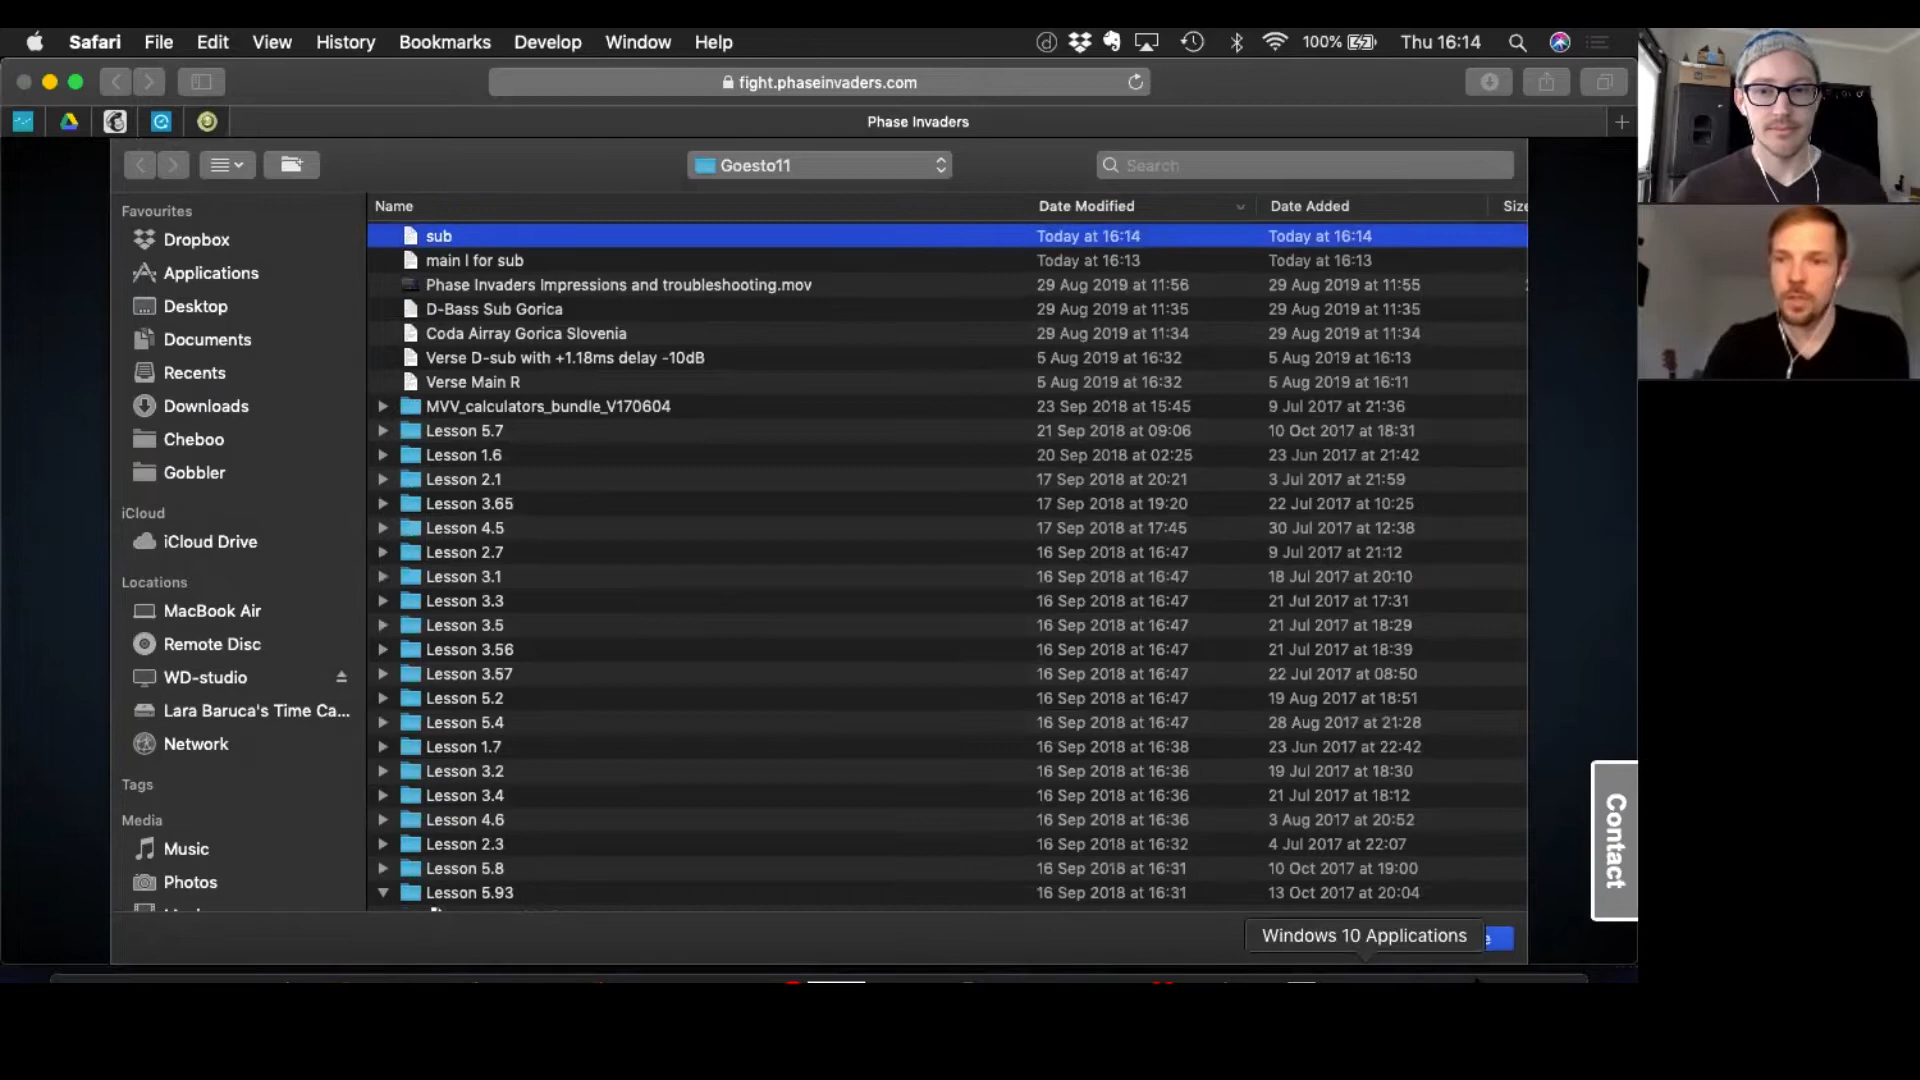 Safari File Edit View History Bookmarks Develop Window Help 100% Thu 16:14
fight.phaseinvaders.com
Phase Invaders
Goesto11 Search
Favourites
Dropbox
Applications
Desktop
Documents
Recents
Downloads
Cheboo
Gobbler
iCloud
iCloud Drive
Locations
MacBook Air
Remote Disc
WD-studio
Lara Baruca's Time Ca...
Network
Tags
Media
Music
Photos
Name Date Modified Date Added Size
sub Today at 16:14 Today at 16:14
main l for sub Today at 16:13 Today at 16:13
Phase Invaders Impressions and troubleshooting.mov 29 Aug 2019 at 11:56 29 Aug 2019 at 11:55
D-Bass Sub Gorica 29 Aug 2019 at 11:35 29 Aug 2019 at 11:35
Coda Airray Gorica Slovenia 29 Aug 2019 at 11:34 29 Aug 2019 at 11:34
Verse D-sub with +1.18ms delay -10dB 5 Aug 2019 at 16:32 5 Aug 2019 at 16:13
Verse Main R 5 Aug 2019 at 16:32 5 Aug 2019 at 16:11
MVV_calculators_bundle_V170604 23 Sep 2018 at 15:45 9 Jul 2017 at 21:36
Lesson 5.7 21 Sep 2018 at 09:06 10 Oct 2017 at 18:31
Lesson 1.6 20 Sep 2018 at 02:25 23 Jun 2017 at 21:42
Lesson 2.1 17 Sep 2018 at 20:21 3 Jul 2017 at 21:59
Lesson 3.65 17 Sep 2018 at 19:20 22 Jul 2017 at 10:25
Lesson 4.5 17 Sep 2018 at 17:45 30 Jul 2017 at 12:38
Lesson 2.7 16 Sep 2018 at 16:47 9 Jul 2017 at 21:12
Lesson 3.1 16 Sep 2018 at 16:47 18 Jul 2017 at 20:10
Lesson 3.3 16 Sep 2018 at 16:47 21 Jul 2017 at 17:31
Lesson 3.5 16 Sep 2018 at 16:47 21 Jul 2017 at 18:29
Lesson 3.56 16 Sep 2018 at 16:47 21 Jul 2017 at 18:39
Lesson 3.57 16 Sep 2018 at 16:47 22 Jul 2017 at 08:50
Lesson 5.2 16 Sep 2018 at 16:47 19 Aug 2017 at 18:51
Lesson 5.4 16 Sep 2018 at 16:47 28 Aug 2017 at 21:28
Lesson 1.7 16 Sep 2018 at 16:38 23 Jun 2017 at 22:42
Lesson 3.2 16 Sep 2018 at 16:36 19 Jul 2017 at 18:30
Lesson 3.4 16 Sep 2018 at 16:36 21 Jul 2017 at 18:12
Lesson 4.6 16 Sep 2018 at 16:36 3 Aug 2017 at 20:52
Lesson 2.3 16 Sep 2018 at 16:32 4 Jul 2017 at 22:07
Lesson 5.8 16 Sep 2018 at 16:31 10 Oct 2017 at 19:00
Lesson 5.93 16 Sep 2018 at 16:31 13 Oct 2017 at 20:04
Windows 10 Applications
Contact